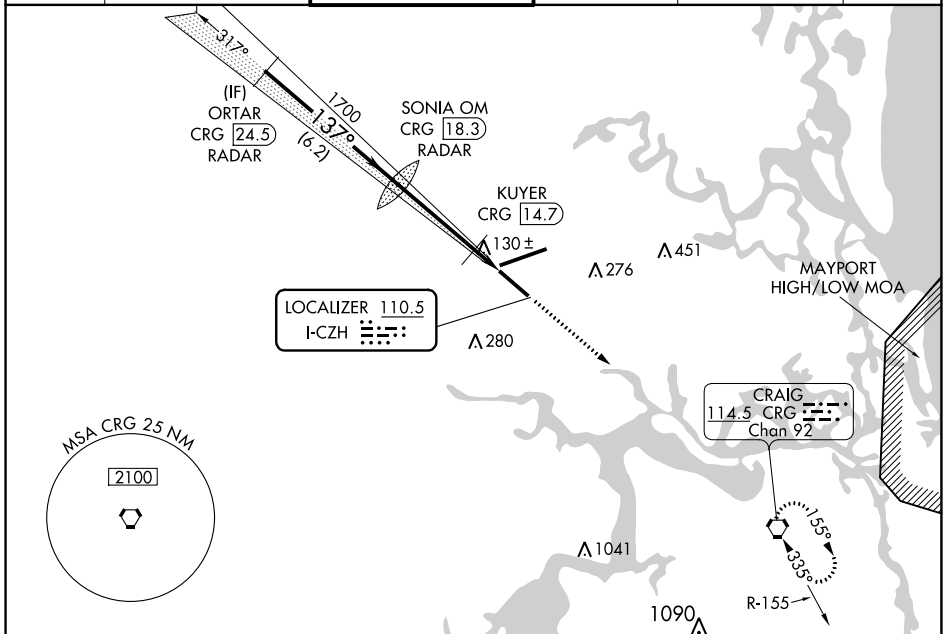 317°
(IF)
ORTAR
CRG 24.5
RADAR
1700
137°
(6.2)
SONIA OM
CRG 18.3
RADAR
KUYER
CRG 14.7
130 ±
276
451
MAYPORT
HIGH/LOW MOA
LOCALIZER 110.5
I-CZH
280
CRAIG
114.5 CRG
Chan 92
MSA CRG 25 NM
2100
155°
335°
1041
R-155
1090